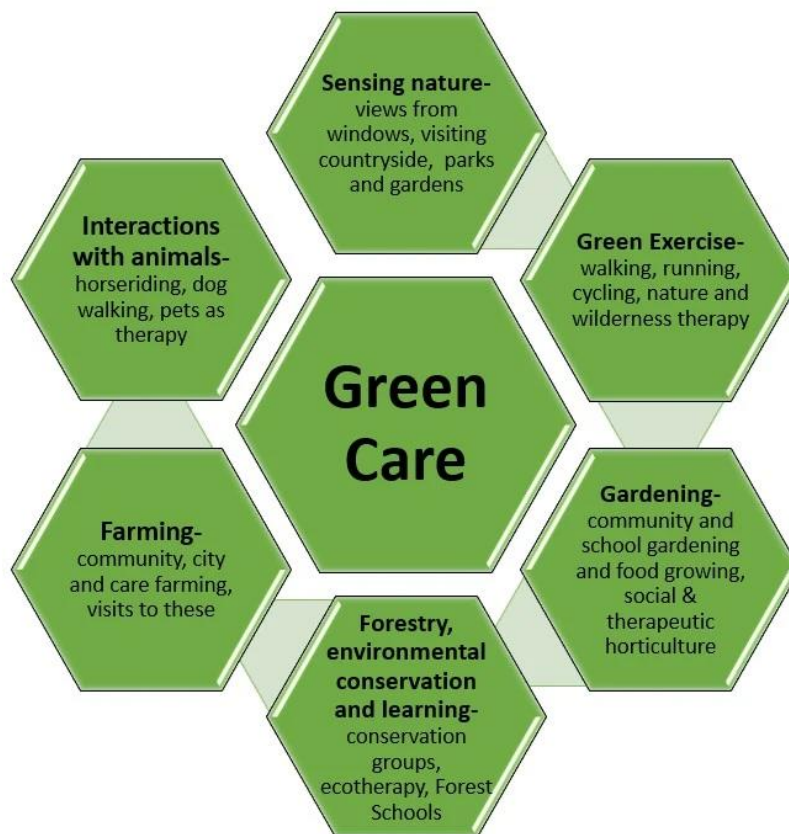 Sensing nature-
views from
windows, visiting
countryside, parks
and gardens
Green Exercise-
walking, running,
cycling, nature and
wilderness therapy
Gardening-
community and
school gardening
and food growing,
social &
therapeutic
horticulture
Forestry,
environmental
conservation
and learning-
conservation
groups,
ecotherapy, Forest
Schools
Farming-
community, city
and care farming,
visits to these
Interactions
with animals-
horseriding, dog
walking, pets as
therapy
Green
Care